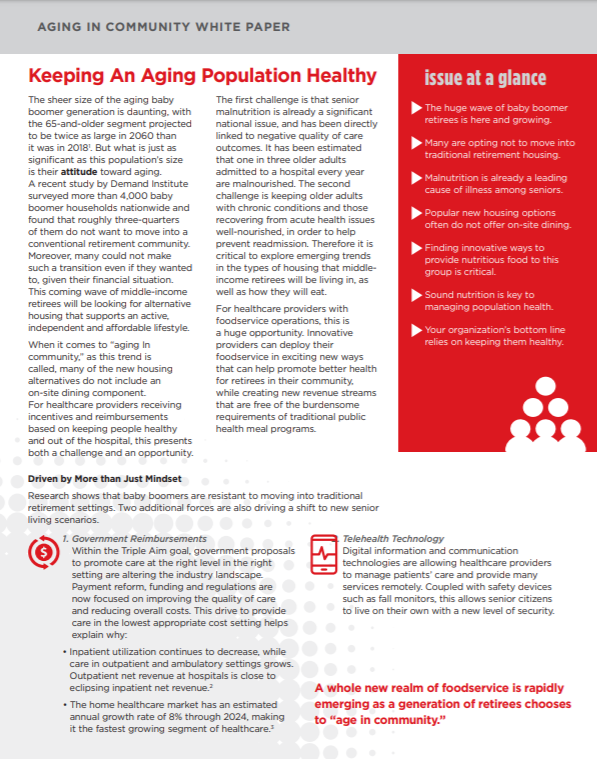 AGING IN COMMUNITY WHITE PAPER
Keeping An Aging Population Healthy
The sheer size of the aging baby
boomer generation is daunting, with
the 65-and-older segment projected
to be twice as large in 2060 than
it was in 2018¹. But what is just as
significant as this population's size
is their attitude toward aging.
A recent study by Demand Institute
surveyed more than 4,000 baby
boomer households nationwide and
found that roughly three-quarters
of them do not want to move into a
conventional retirement community.
Moreover, many could not make
such a transition even if they wanted
to, given their financial situation.
This coming wave of middle-income
retirees will be looking for alternative
housing that supports an active,
independent and affordable lifestyle.
When it comes to “aging In
community,” as this trend is
called, many of the new housing
alternatives do not include an
on-site dining component.
For healthcare providers receiving
incentives and reimbursements
based on keeping people healthy
and out of the hospital, this presents
both a challenge and an opportunity.
The first challenge is that senior
malnutrition is already a significant
national issue, and has been directly
linked to negative quality of care
outcomes. It has been estimated
that one in three older adults
admitted to a hospital every year
are malnourished. The second
challenge is keeping older adults
with chronic conditions and those
recovering from acute health issues
well-nourished, in order to help
prevent readmission. Therefore it is
critical to explore emerging trends
in the types of housing that middle-
income retirees will be living in, as
well as how they will eat.
For healthcare providers with
foodservice operations, this is
a huge opportunity. Innovative
providers can deploy their
foodservice in exciting new ways
that can help promote better health
for retirees in their community,
while creating new revenue streams
that are free of the burdensome
requirements of traditional public
health meal programs.
issue at a glance
The huge wave of baby boomer
retirees is here and growing.
Many are opting not to move into
traditional retirement housing.
Malnutrition is already a leading
cause of illness among seniors.
Popular new housing options
often do not offer on-site dining.
Finding innovative ways to
provide nutritious food to this
group is critical.
Sound nutrition is key to
managing population health.
Your organization's bottom line
relies on keeping them healthy.
Driven by More than Just Mindset
Research shows that baby boomers are resistant to moving into traditional
retirement settings. Two additional forces are also driving a shift to new senior
living scenarios.
$
1. Government Reimbursements
Within the Triple Aim goal, government proposals
to promote care at the right level in the right
setting are altering the industry landscape.
Payment reform, funding and regulations are
now focused on improving the quality of care
and reducing overall costs. This drive to provide
care in the lowest appropriate cost setting helps
explain why:
• Inpatient utilization continues to decrease, while
care in outpatient and ambulatory settings grows.
Outpatient net revenue at hospitals is close to
eclipsing inpatient net revenue.²
• The home healthcare market has an estimated
annual growth rate of 8% through 2024, making
it the fastest growing segment of healthcare.³
Telehealth Technology
Digital information and communication
technologies are allowing healthcare providers
to manage patients' care and provide many
services remotely. Coupled with safety devices
such as fall monitors, this allows senior citizens
to live on their own with a new level of security.
A whole new realm of foodservice is rapidly
emerging as a generation of retirees chooses
to “age in community.”